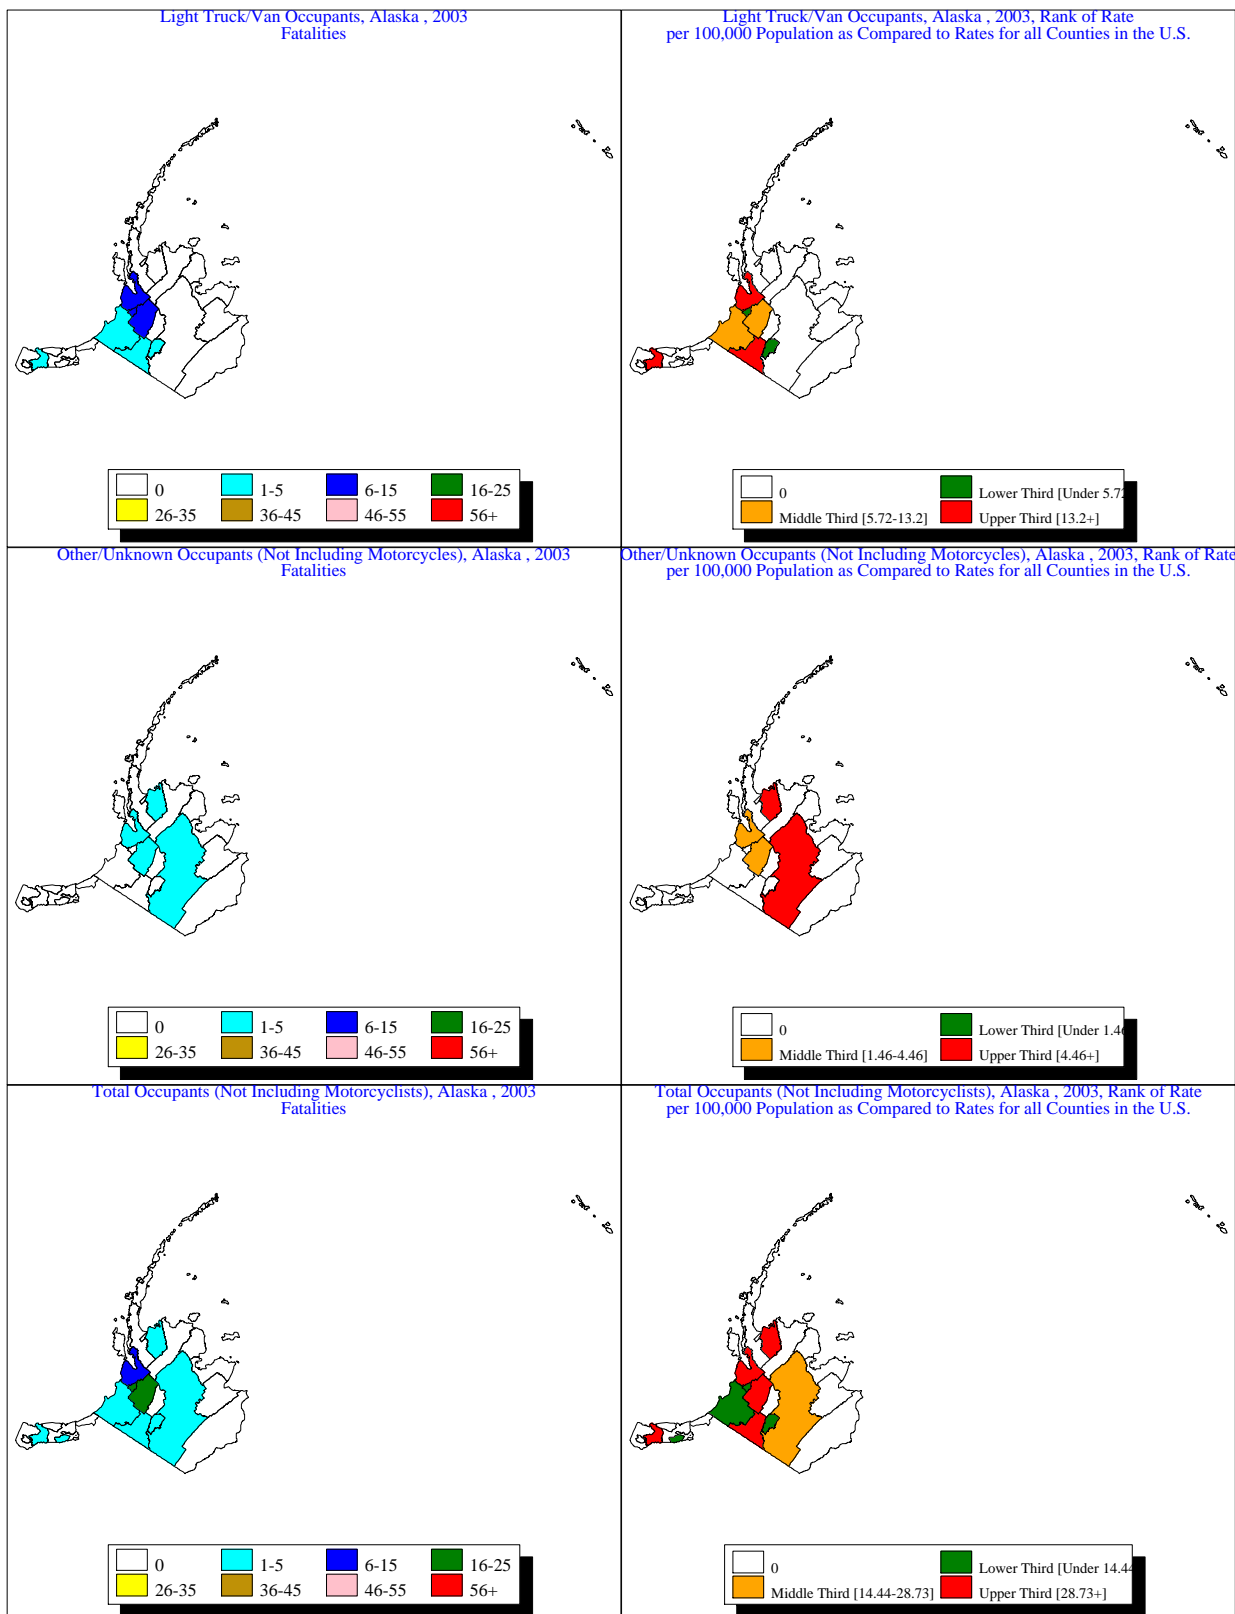 Light Truck/Van Occupants, Alaska , 2003
Fatalities
0
1-5
6-15
16-25
26-35
36-45
46-55
56+
Light Truck/Van Occupants, Alaska , 2003, Rank of Rate
per 100,000 Population as Compared to Rates for all Counties in the U.S.
0
Lower Third [Under 5.72
Middle Third [5.72-13.2]
Upper Third [13.2+]
Other/Unknown Occupants (Not Including Motorcycles), Alaska , 2003
Fatalities
0
1-5
6-15
16-25
26-35
36-45
46-55
56+
Other/Unknown Occupants (Not Including Motorcycles), Alaska , 2003, Rank of Rate
per 100,000 Population as Compared to Rates for all Counties in the U.S.
0
Lower Third [Under 1.46
Middle Third [1.46-4.46]
Upper Third [4.46+]
Total Occupants (Not Including Motorcyclists), Alaska , 2003
Fatalities
0
1-5
6-15
16-25
26-35
36-45
46-55
56+
Total Occupants (Not Including Motorcyclists), Alaska , 2003, Rank of Rate
per 100,000 Population as Compared to Rates for all Counties in the U.S.
0
Lower Third [Under 14.44
Middle Third [14.44-28.73]
Upper Third [28.73+]